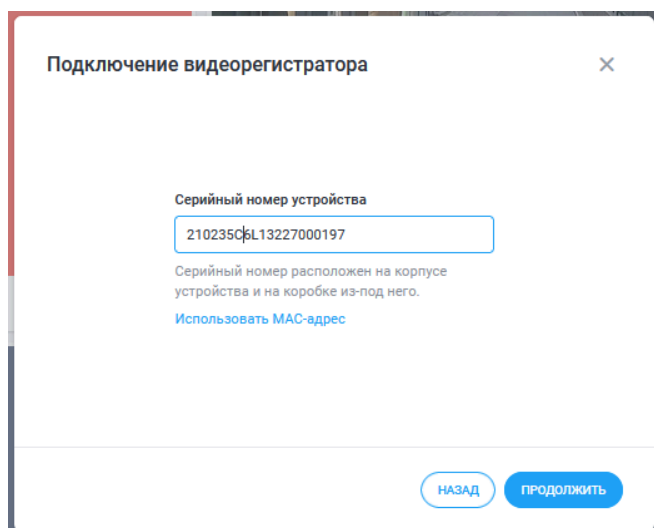 Подключение видеорегистратора
Серийный номер устройства
210235C6L13227000197
Серийный номер расположен на корпусе
устройства и на коробке из-под него.
Использовать MAC-адрес
НАЗАД
ПРОДОЛЖИТЬ